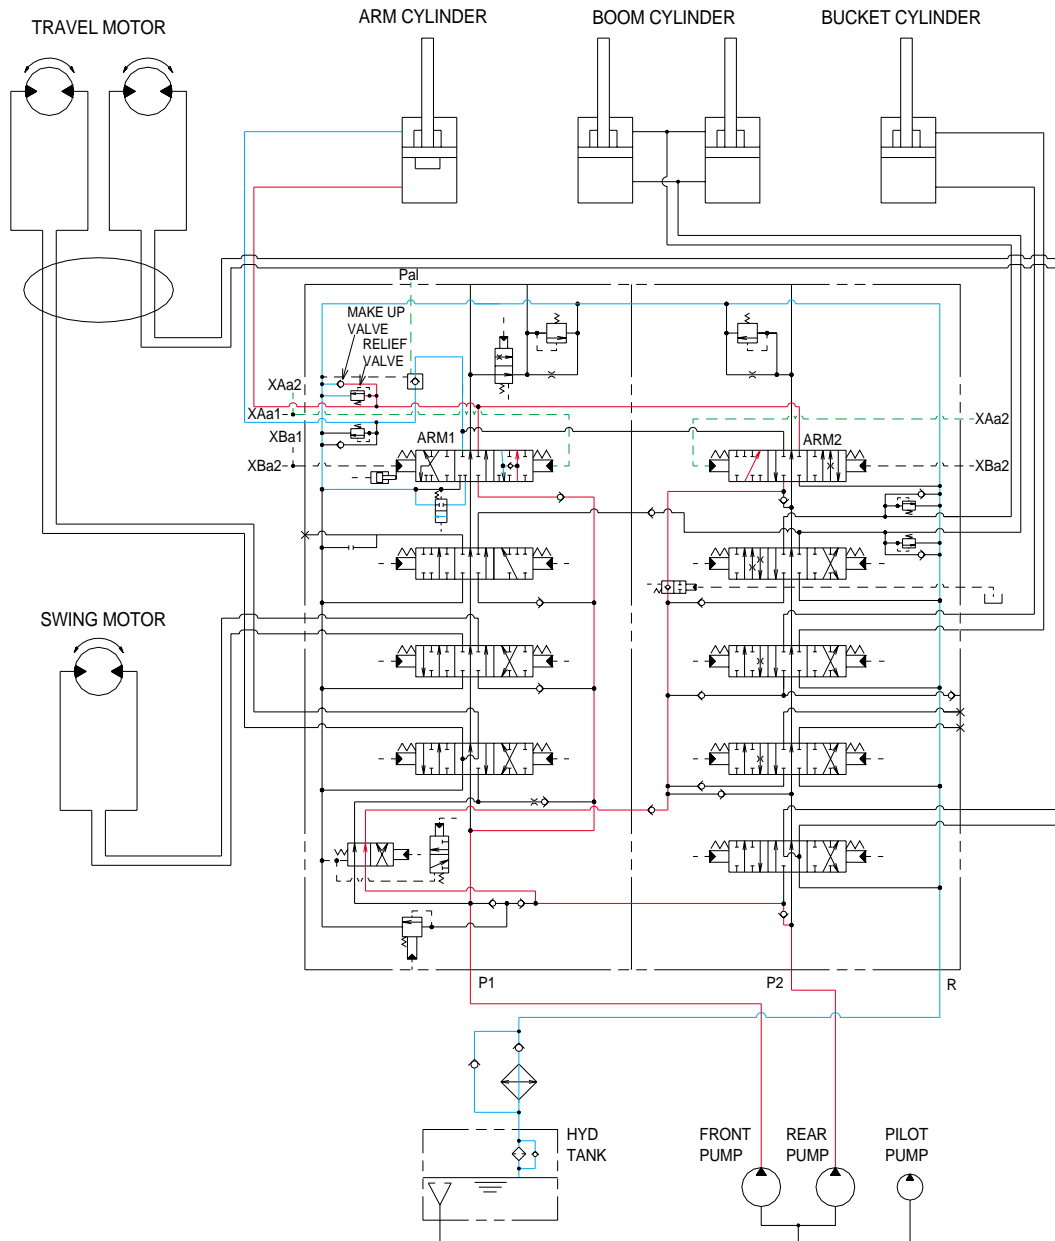 ARM CYLINDER
BOOM CYLINDER
BUCKET CYLINDER
TRAVEL MOTOR
Pal
MAKE UP
VALVE
RELIEF
VALVE
XAa2
XAa1
XBa1
XBa2
ARM1
ARM2
XAa2
XBa2
SWING MOTOR
P1
P2
R
HYD
TANK
FRONT
PUMP
REAR
PUMP
PILOT
PUMP